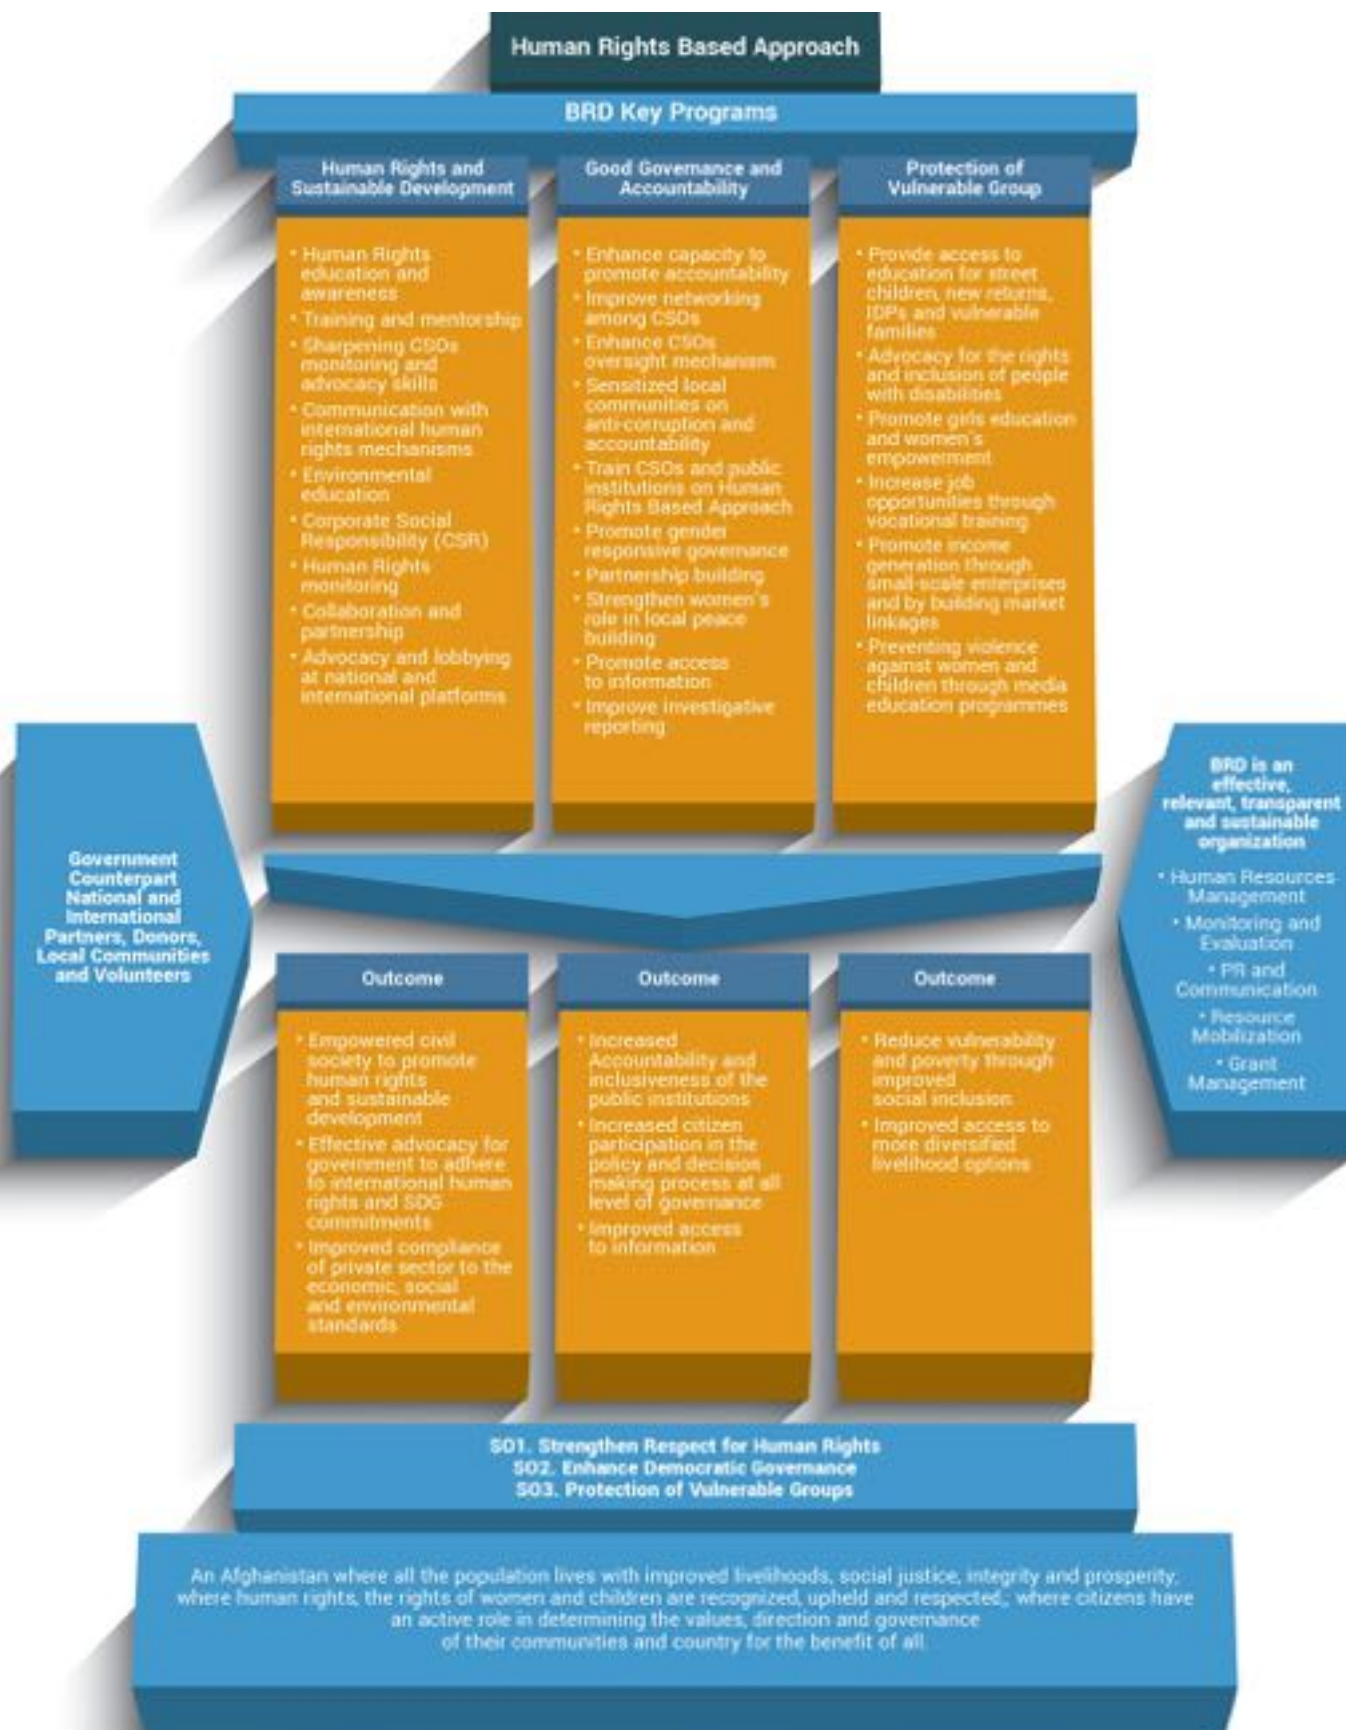 Human Rights Based Approach
BRD Key Programs
Human Rights and
Sustainable Development
• Human Rights
education and
awareness
• Training and mentorship
• Sharpening CSOs
monitoring and
advocacy skills
• Communication with
international human
rights mechanisms
• Environmental
education
• Corporate Social
Responsibility (CSR)
• Human Rights
monitoring
• Collaboration and
partnership
• Advocacy and lobbying
at national and
international platforms
Good Governance and
Accountability
• Enhance capacity to
promote accountability
• Improve networking
among CSOs
• Enhance CSOs
oversight mechanism
• Sensitized local
communities on
anti-corruption and
accountability
• Train CSOs and public
institutions on Human
Rights Based Approach
• Promote gender
responsive governance
• Partnership building
• Strengthen women's
role in local peace
building
• Promote access
to information
• Improve investigative
reporting
Protection of
Vulnerable Group
• Provide access to
education for street
children, new returns,
IDPs and vulnerable
families
• Advocacy for the rights
and inclusion of people
with disabilities
• Promote girls education
and women's
empowerment
• Increase job
opportunities through
vocational training
• Promote income
generation through
small-scale enterprises
and by building market
linkages
• Preventing violence
against women and
children through media
education programmes
Government
Counterpart
National and
International
Partners, Donors,
Local Communities
and Volunteers
BRD is an
effective,
relevant, transparent
and sustainable
organization
• Human Resources
Management
• Monitoring and
Evaluation
• PR and
Communication
• Resource
Mobilization
• Grant
Management
Outcome
• Empowered civil
society to promote
human rights
and sustainable
development
• Effective advocacy for
government to adhere
to international human
rights and SDG
commitments
• Improved compliance
of private sector to the
economic, social
and environmental
standards
Outcome
• Increased
Accountability and
inclusiveness of the
public institutions
• Increased citizen
participation in the
policy and decision
making process at all
level of governance
• Improved access
to information
Outcome
• Reduce vulnerability
and poverty through
improved
social inclusion
• Improved access to
more diversified
livelihood options
SO1. Strengthen Respect for Human Rights
SO2. Enhance Democratic Governance
SO3. Protection of Vulnerable Groups
An Afghanistan where all the population lives with improved livelihoods, social justice, integrity and prosperity,
where human rights, the rights of women and children are recognized, upheld and respected,; where citizens have
an active role in determining the values, direction and governance
of their communities and country for the benefit of all.